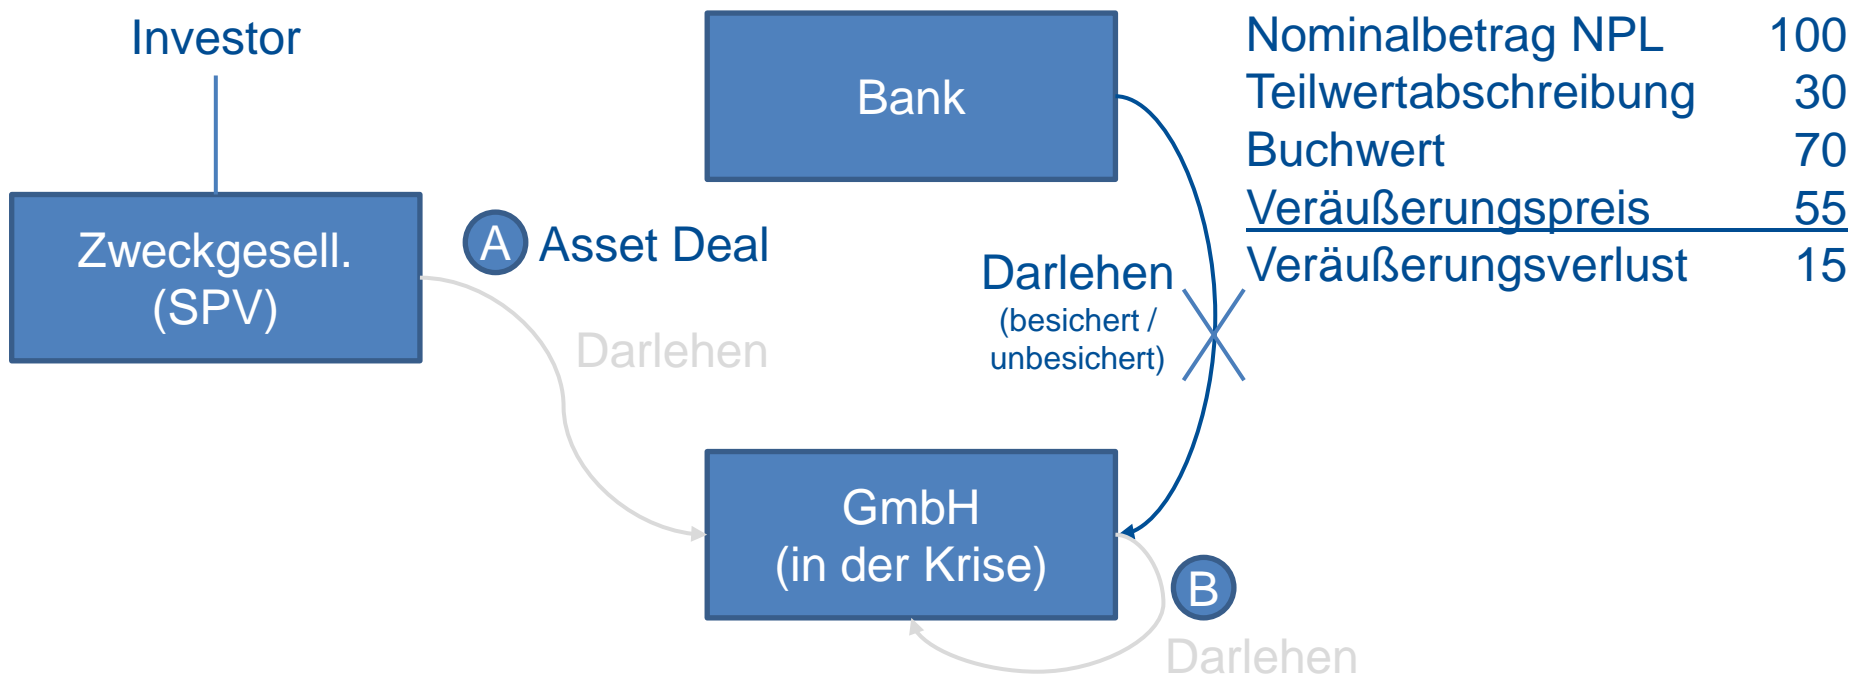 Investor
Zweckgesell.
(SPV)
A
Asset Deal
Darlehen
Bank
Darlehen
(besichert /
unbesichert)
GmbH
(in der Krise)
B
Darlehen
Nominalbetrag NPL 100
Teilwertabschreibung 30
Buchwert 70
Veräußerungspreis 55
Veräußerungsverlust 15